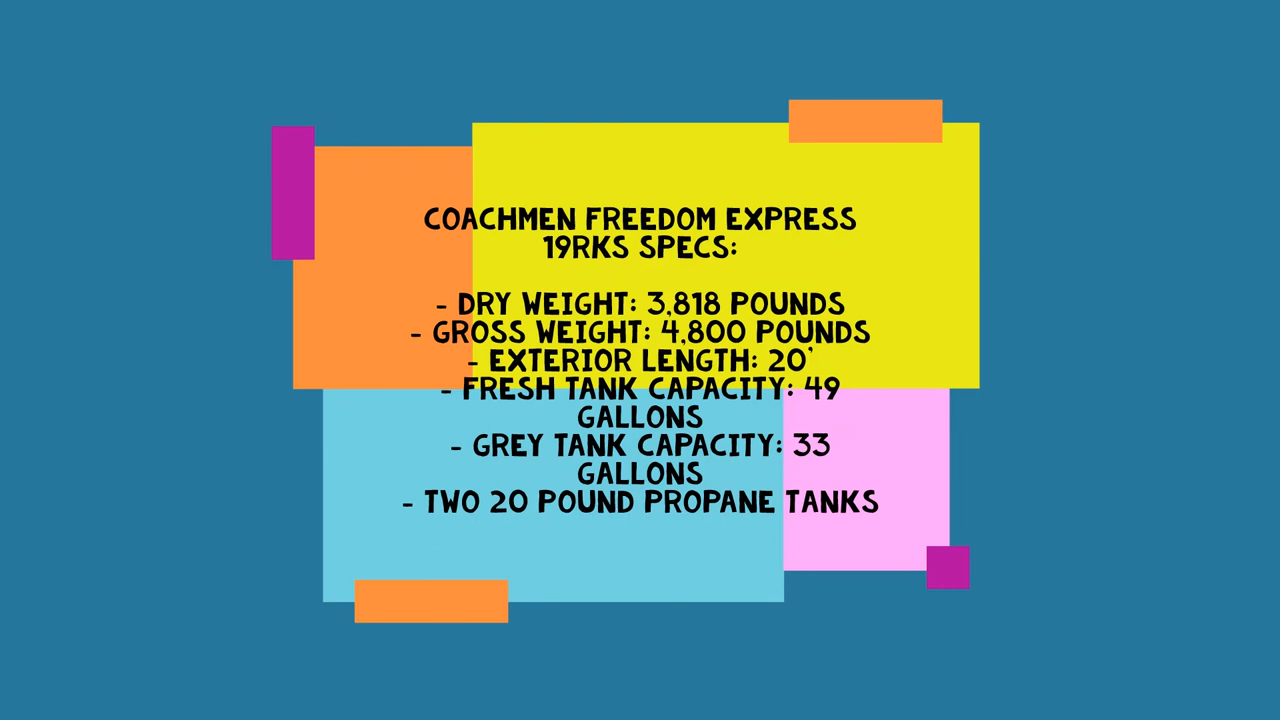 COACHMEN FREEDOM EXPRESS
19RKS SPECS:
- DRY WEIGHT: 3,818 POUNDS
- GROSS WEIGHT: 4,800 POUNDS
- EXTERIOR LENGTH: 20'
- FRESH TANK CAPACITY: 49
GALLONS
- GREY TANK CAPACITY: 33
GALLONS
- TWO 20 POUND PROPANE TANKS